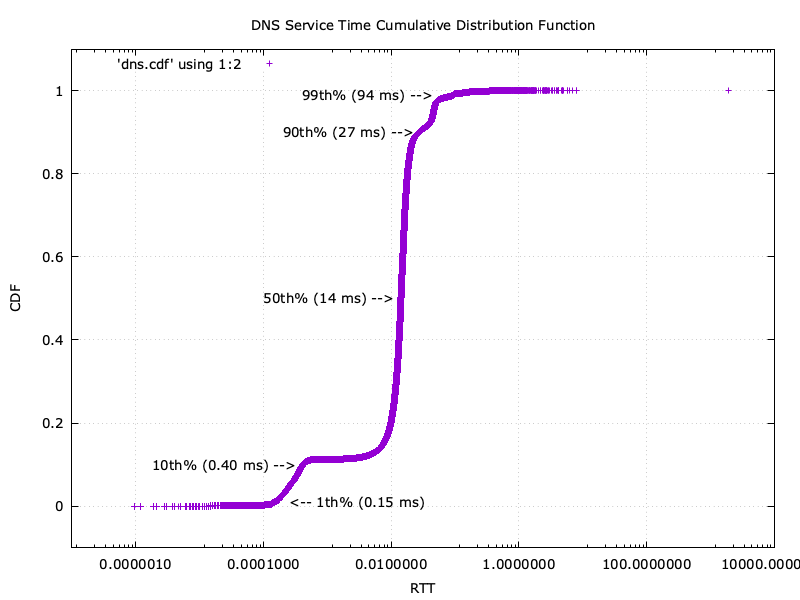 DNS Service Time Cumulative Distribution Function
'dns.cdf' using 1:2
1
99th% (94 ms) -->
90th% (27 ms) -->
0.8
0.6
CDF
50th% (14 ms) -->
0.4
0.2
10th% (0.40 ms) -->
0
<-- 1th% (0.15 ms)
0.0000010 0.0001000 0.0100000 1.0000000 100.0000000 10000.0000
RTT